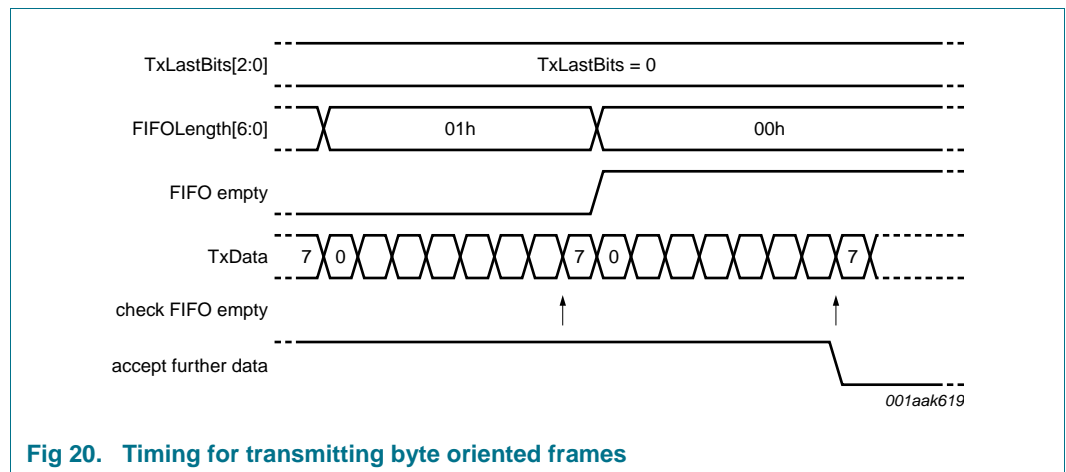 TxLastBits[2:0] TxLastBits = 0
FIFOLength[6:0] 01h 00h
FIFO empty
TxData 7 0 7 0 7
check FIFO empty
accept further data
001aak619
Fig 20. Timing for transmitting byte oriented frames